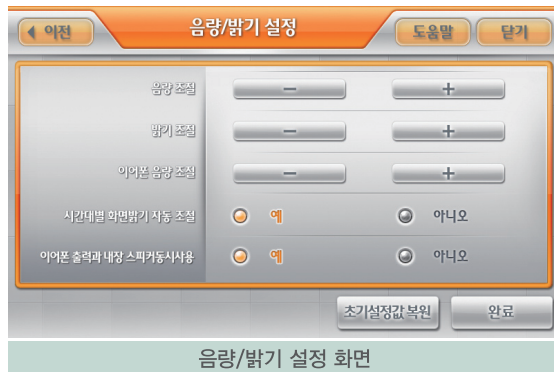 이전 음량/밝기 설정 도움말 닫기
음량 조절 − +
밝기 조절 − +
이어폰 음량 조절 − +
시간대별 화면밝기 자동 조절 예 아니오
이어폰 출력과 내장 스피커동시사용 예 아니오
초기설정값 복원 완료
음량/밝기 설정 화면